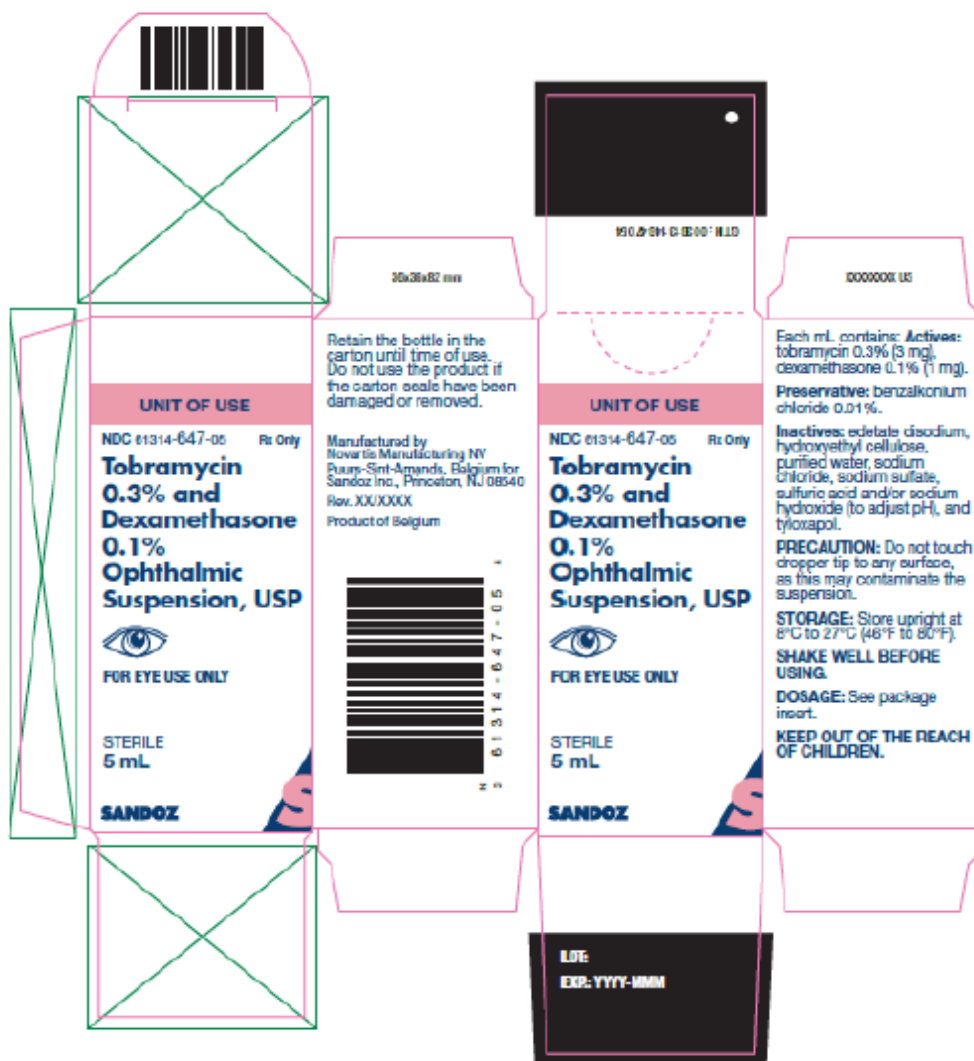 GTIN: 00361314647054
36x36x82 mm
XXXXXXX US
UNIT OF USE
NDC 61314-647-05 Rx Only
Tobramycin
0.3% and
Dexamethasone
0.1%
Ophthalmic
Suspension, USP
FOR EYE USE ONLY
STERILE
5 mL
SANDOZ
S
Retain the bottle in the
carton until time of use.
Do not use the product if
the carton seals have been
damaged or removed.
Manufactured by
Novartis Manufacturing NV
Puurs-Sint-Amands, Belgium for
Sandoz Inc., Princeton, NJ 08540
Rev. XX/XXXX
Product of Belgium
N 3 61314-647-05 4
UNIT OF USE
NDC 61314-647-05 Rx Only
Tobramycin
0.3% and
Dexamethasone
0.1%
Ophthalmic
Suspension, USP
FOR EYE USE ONLY
STERILE
5 mL
SANDOZ
S
Each mL contains: Actives:
tobramycin 0.3% (3 mg),
dexamethasone 0.1% (1 mg).
Preservative: benzalkonium
chloride 0.01%.
Inactives: edetate disodium,
hydroxyethyl cellulose,
purified water, sodium
chloride, sodium sulfate,
sulfuric acid and/or sodium
hydroxide (to adjust pH), and
tyloxapol.
PRECAUTION: Do not touch
dropper tip to any surface,
as this may contaminate the
suspension.
STORAGE: Store upright at
8°C to 27°C (46°F to 80°F).
SHAKE WELL BEFORE
USING.
DOSAGE: See package
insert.
KEEP OUT OF THE REACH
OF CHILDREN.
LOT:
EXP.: YYYY-MMM